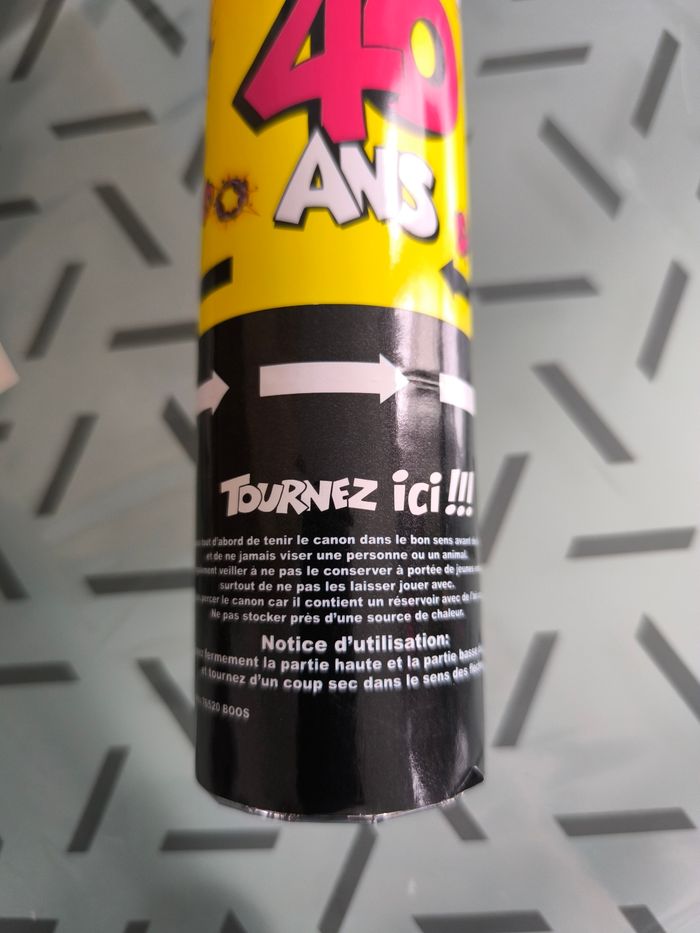 40
ANS
TOURNEZ ici !!!
tout d'abord de tenir le canon dans le bon sens avant
et de ne jamais viser une personne ou un animal.
veiller à ne pas le conserver à portée de jeunes
surtout de ne pas les laisser jouer avec.
percer le canon car il contient un réservoir avec de
Ne pas stocker près d'une source de chaleur.
Notice d'utilisation:
fermement la partie haute et la partie basse
et tournez d'un coup sec dans le sens des
76520 BOOS